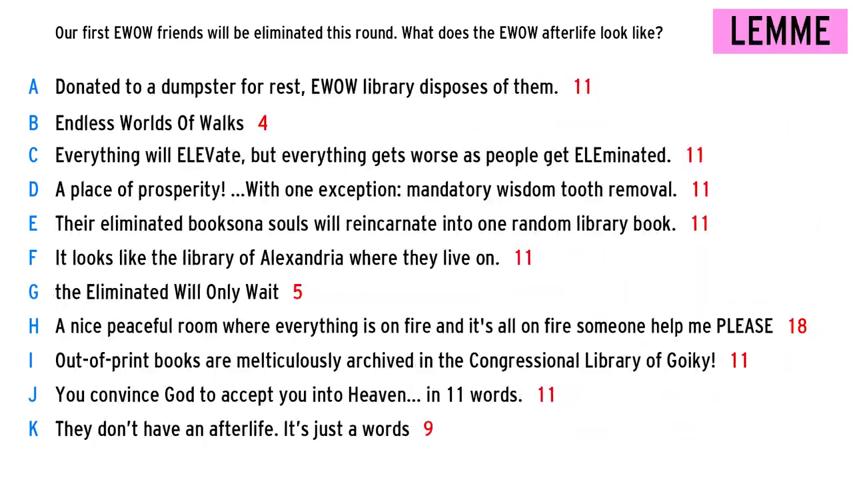 Our first EWOW friends will be eliminated this round. What does the EWOW afterlife look like?
LEMME
A Donated to a dumpster for rest, EWOW library disposes of them. 11
B Endless Worlds Of Walks 4
C Everything will ELEVate, but everything gets worse as people get ELEminated. 11
D A place of prosperity! ...With one exception: mandatory wisdom tooth removal. 11
E Their eliminated booksona souls will reincarnate into one random library book. 11
F It looks like the library of Alexandria where they live on. 11
G the Eliminated Will Only Wait 5
H A nice peaceful room where everything is on fire and it's all on fire someone help me PLEASE 18
I Out-of-print books are melticulously archived in the Congressional Library of Goiky! 11
J You convince God to accept you into Heaven... in 11 words. 11
K They don't have an afterlife. It's just a words 9